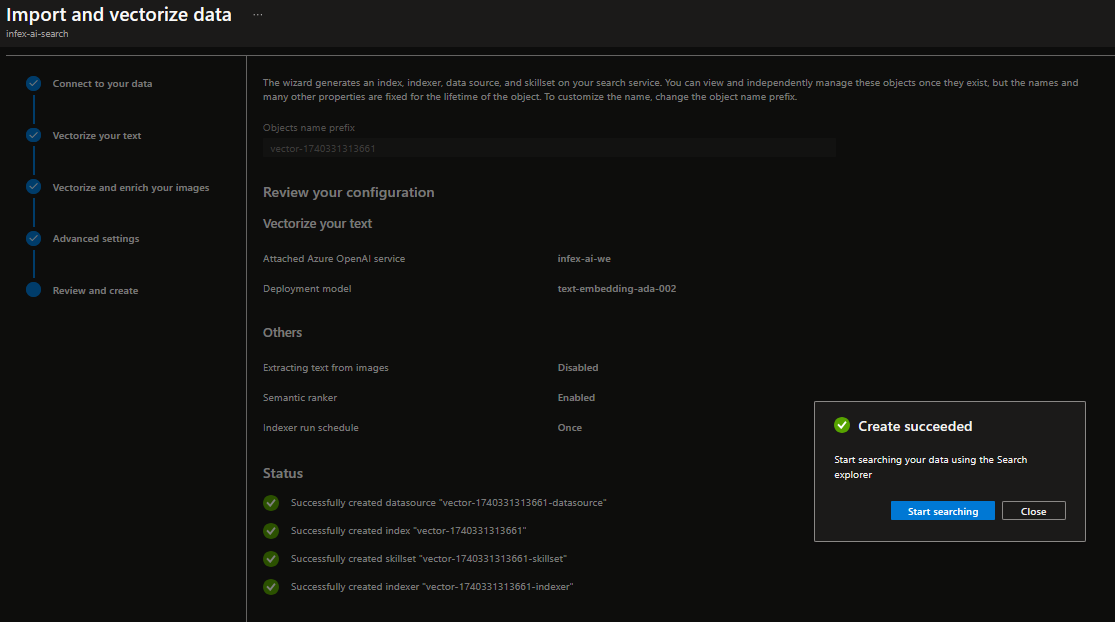 Import and vectorize data ...
infex-ai-search
Connect to your data
Vectorize your text
Vectorize and enrich your images
Advanced settings
Review and create
The wizard generates an index, indexer, data source, and skillset on your search service. You can view and independently manage these objects once they exist, but the names and
many other properties are fixed for the lifetime of the object. To customize the name, change the object name prefix.
Objects name prefix
vector-1740331313661
Review your configuration
Vectorize your text
Attached Azure OpenAI service infex-ai-we
Deployment model text-embedding-ada-002
Others
Extracting text from images Disabled
Semantic ranker Enabled
Indexer run schedule Once
Status
Successfully created datasource "vector-1740331313661-datasource"
Successfully created index "vector-1740331313661"
Successfully created skillset "vector-1740331313661-skillset"
Successfully created indexer "vector-1740331313661-indexer"
Create succeeded
Start searching your data using the Search
explorer
Start searching Close